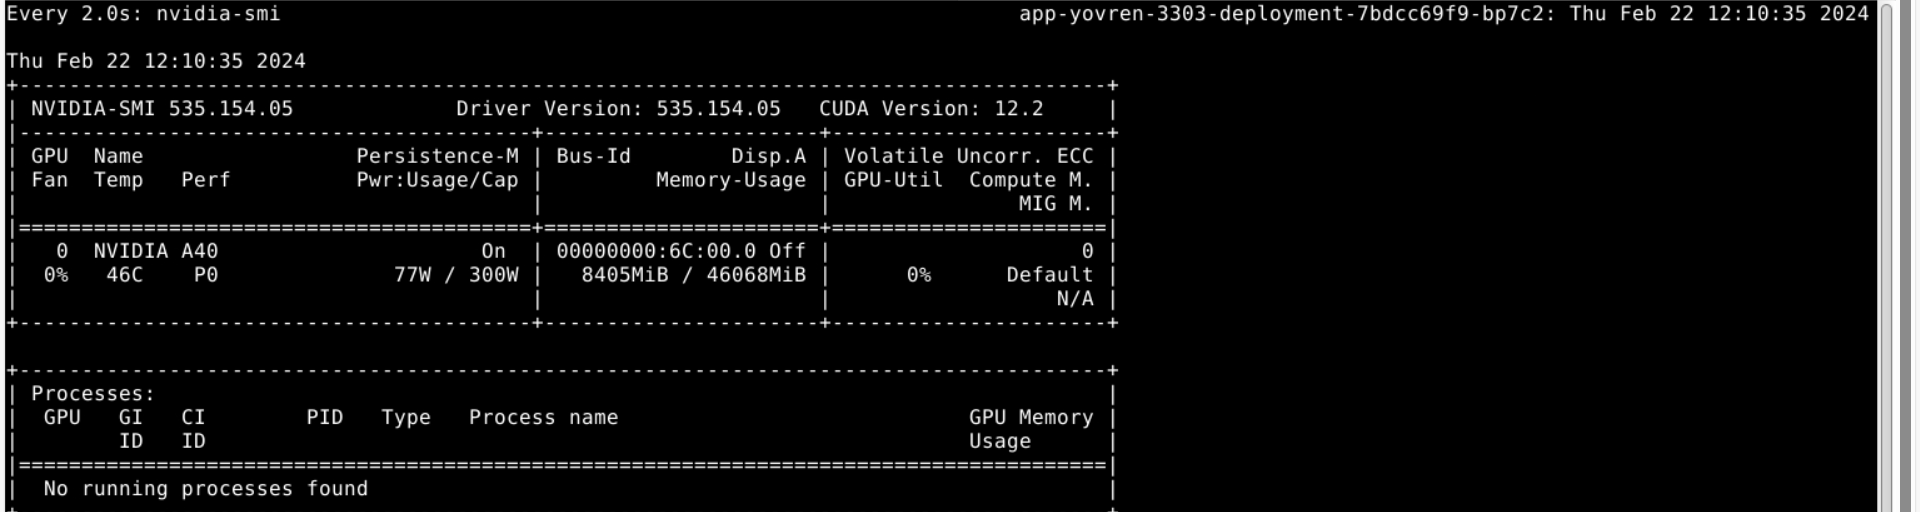 Every 2.0s: nvidia-smi app-yovren-3303-deployment-7bdcc69f9-bp7c2: Thu Feb 22 12:10:35 2024
Thu Feb 22 12:10:35 2024
+---------------------------------------------------------------------------------------+
| NVIDIA-SMI 535.154.05             Driver Version: 535.154.05   CUDA Version: 12.2     |
|-----------------------------------------+----------------------+----------------------+
| GPU  Name                 Persistence-M | Bus-Id        Disp.A | Volatile Uncorr. ECC |
| Fan  Temp   Perf          Pwr:Usage/Cap |         Memory-Usage | GPU-Util  Compute M. |
|                                         |                      |               MIG M. |
|=========================================+======================+======================|
|   0  NVIDIA A40                     On  | 00000000:6C:00.0 Off |                    0 |
|  0%   46C    P0              77W / 300W |   8405MiB / 46068MiB |      0%      Default |
|                                         |                      |                  N/A |
+-----------------------------------------+----------------------+----------------------+
+---------------------------------------------------------------------------------------+
| Processes:                                                                            |
|  GPU   GI   CI        PID   Type   Process name                            GPU Memory |
|        ID   ID                                                             Usage      |
|=======================================================================================|
|  No running processes found                                                           |